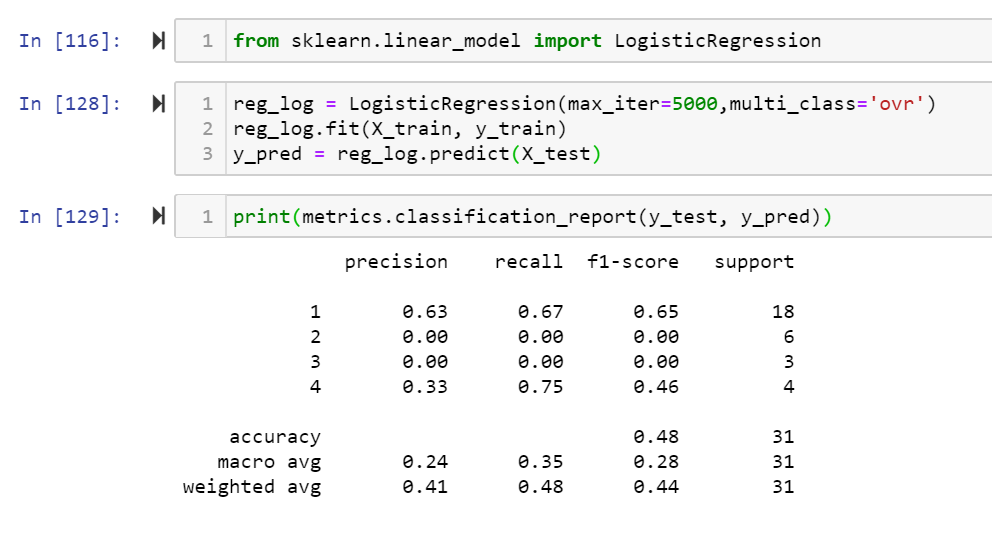 In [116]: 1 from sklearn.linear_model import LogisticRegression
In [128]: 1 reg_log = LogisticRegression(max_iter=5000,multi_class='ovr')
2 reg_log.fit(X_train, y_train)
3 y_pred = reg_log.predict(X_test)
In [129]: 1 print(metrics.classification_report(y_test, y_pred))
precision recall f1-score support
1 0.63 0.67 0.65 18
2 0.00 0.00 0.00 6
3 0.00 0.00 0.00 3
4 0.33 0.75 0.46 4
accuracy 0.48 31
macro avg 0.24 0.35 0.28 31
weighted avg 0.41 0.48 0.44 31